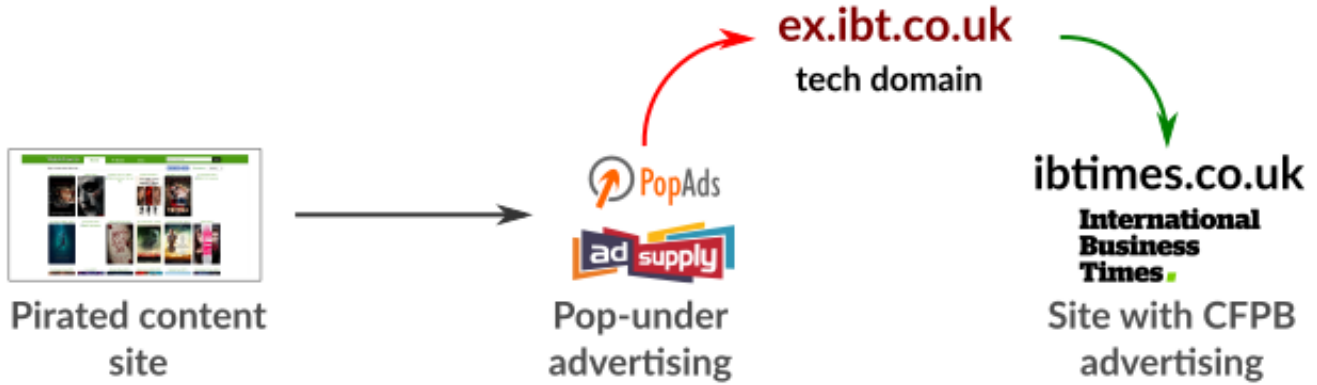 ex.ibt.co.uk
tech domain
PopAds
ad supply
ibtimes.co.uk
International
Business
Times.
Pirated content
site
Pop-under
advertising
Site with CFPB
advertising